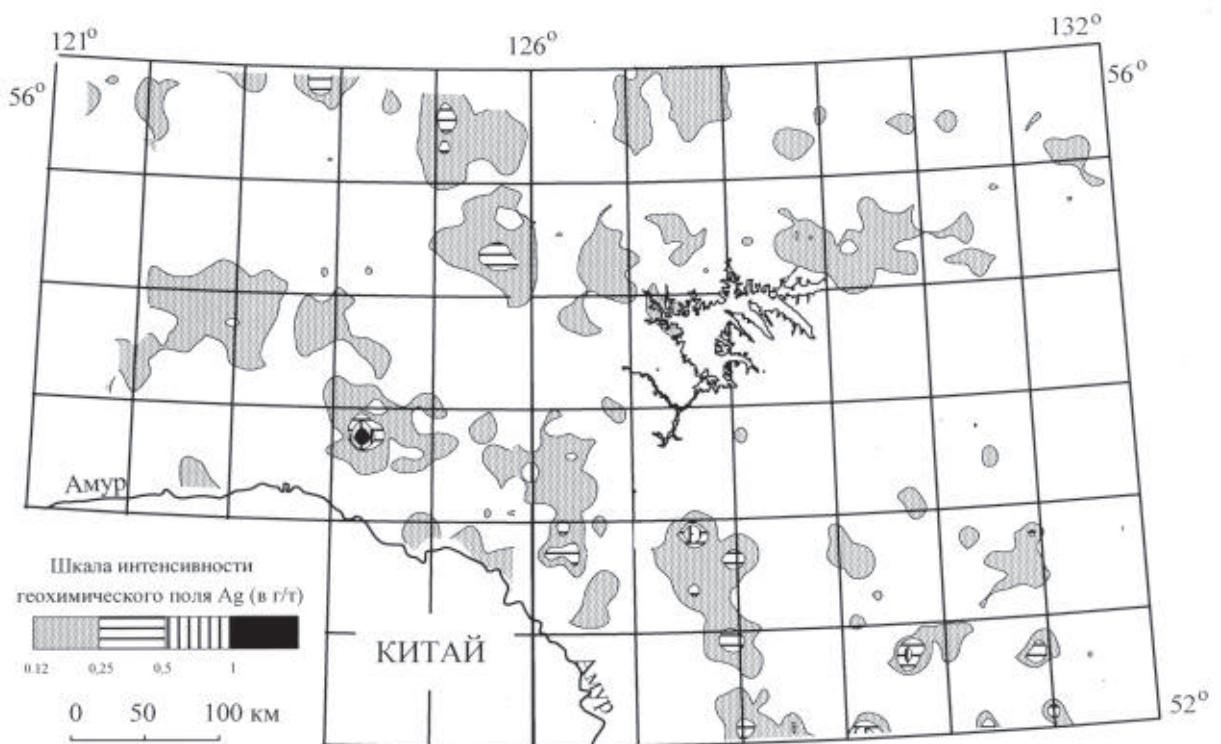 121°
126°
132°
56°
56°
Амур
Шкала интенсивности
геохимического поля Ag (в г/т)
0.12 0,25 0,5 1
КИТАЙ
Амур
52°
0 50 100 км